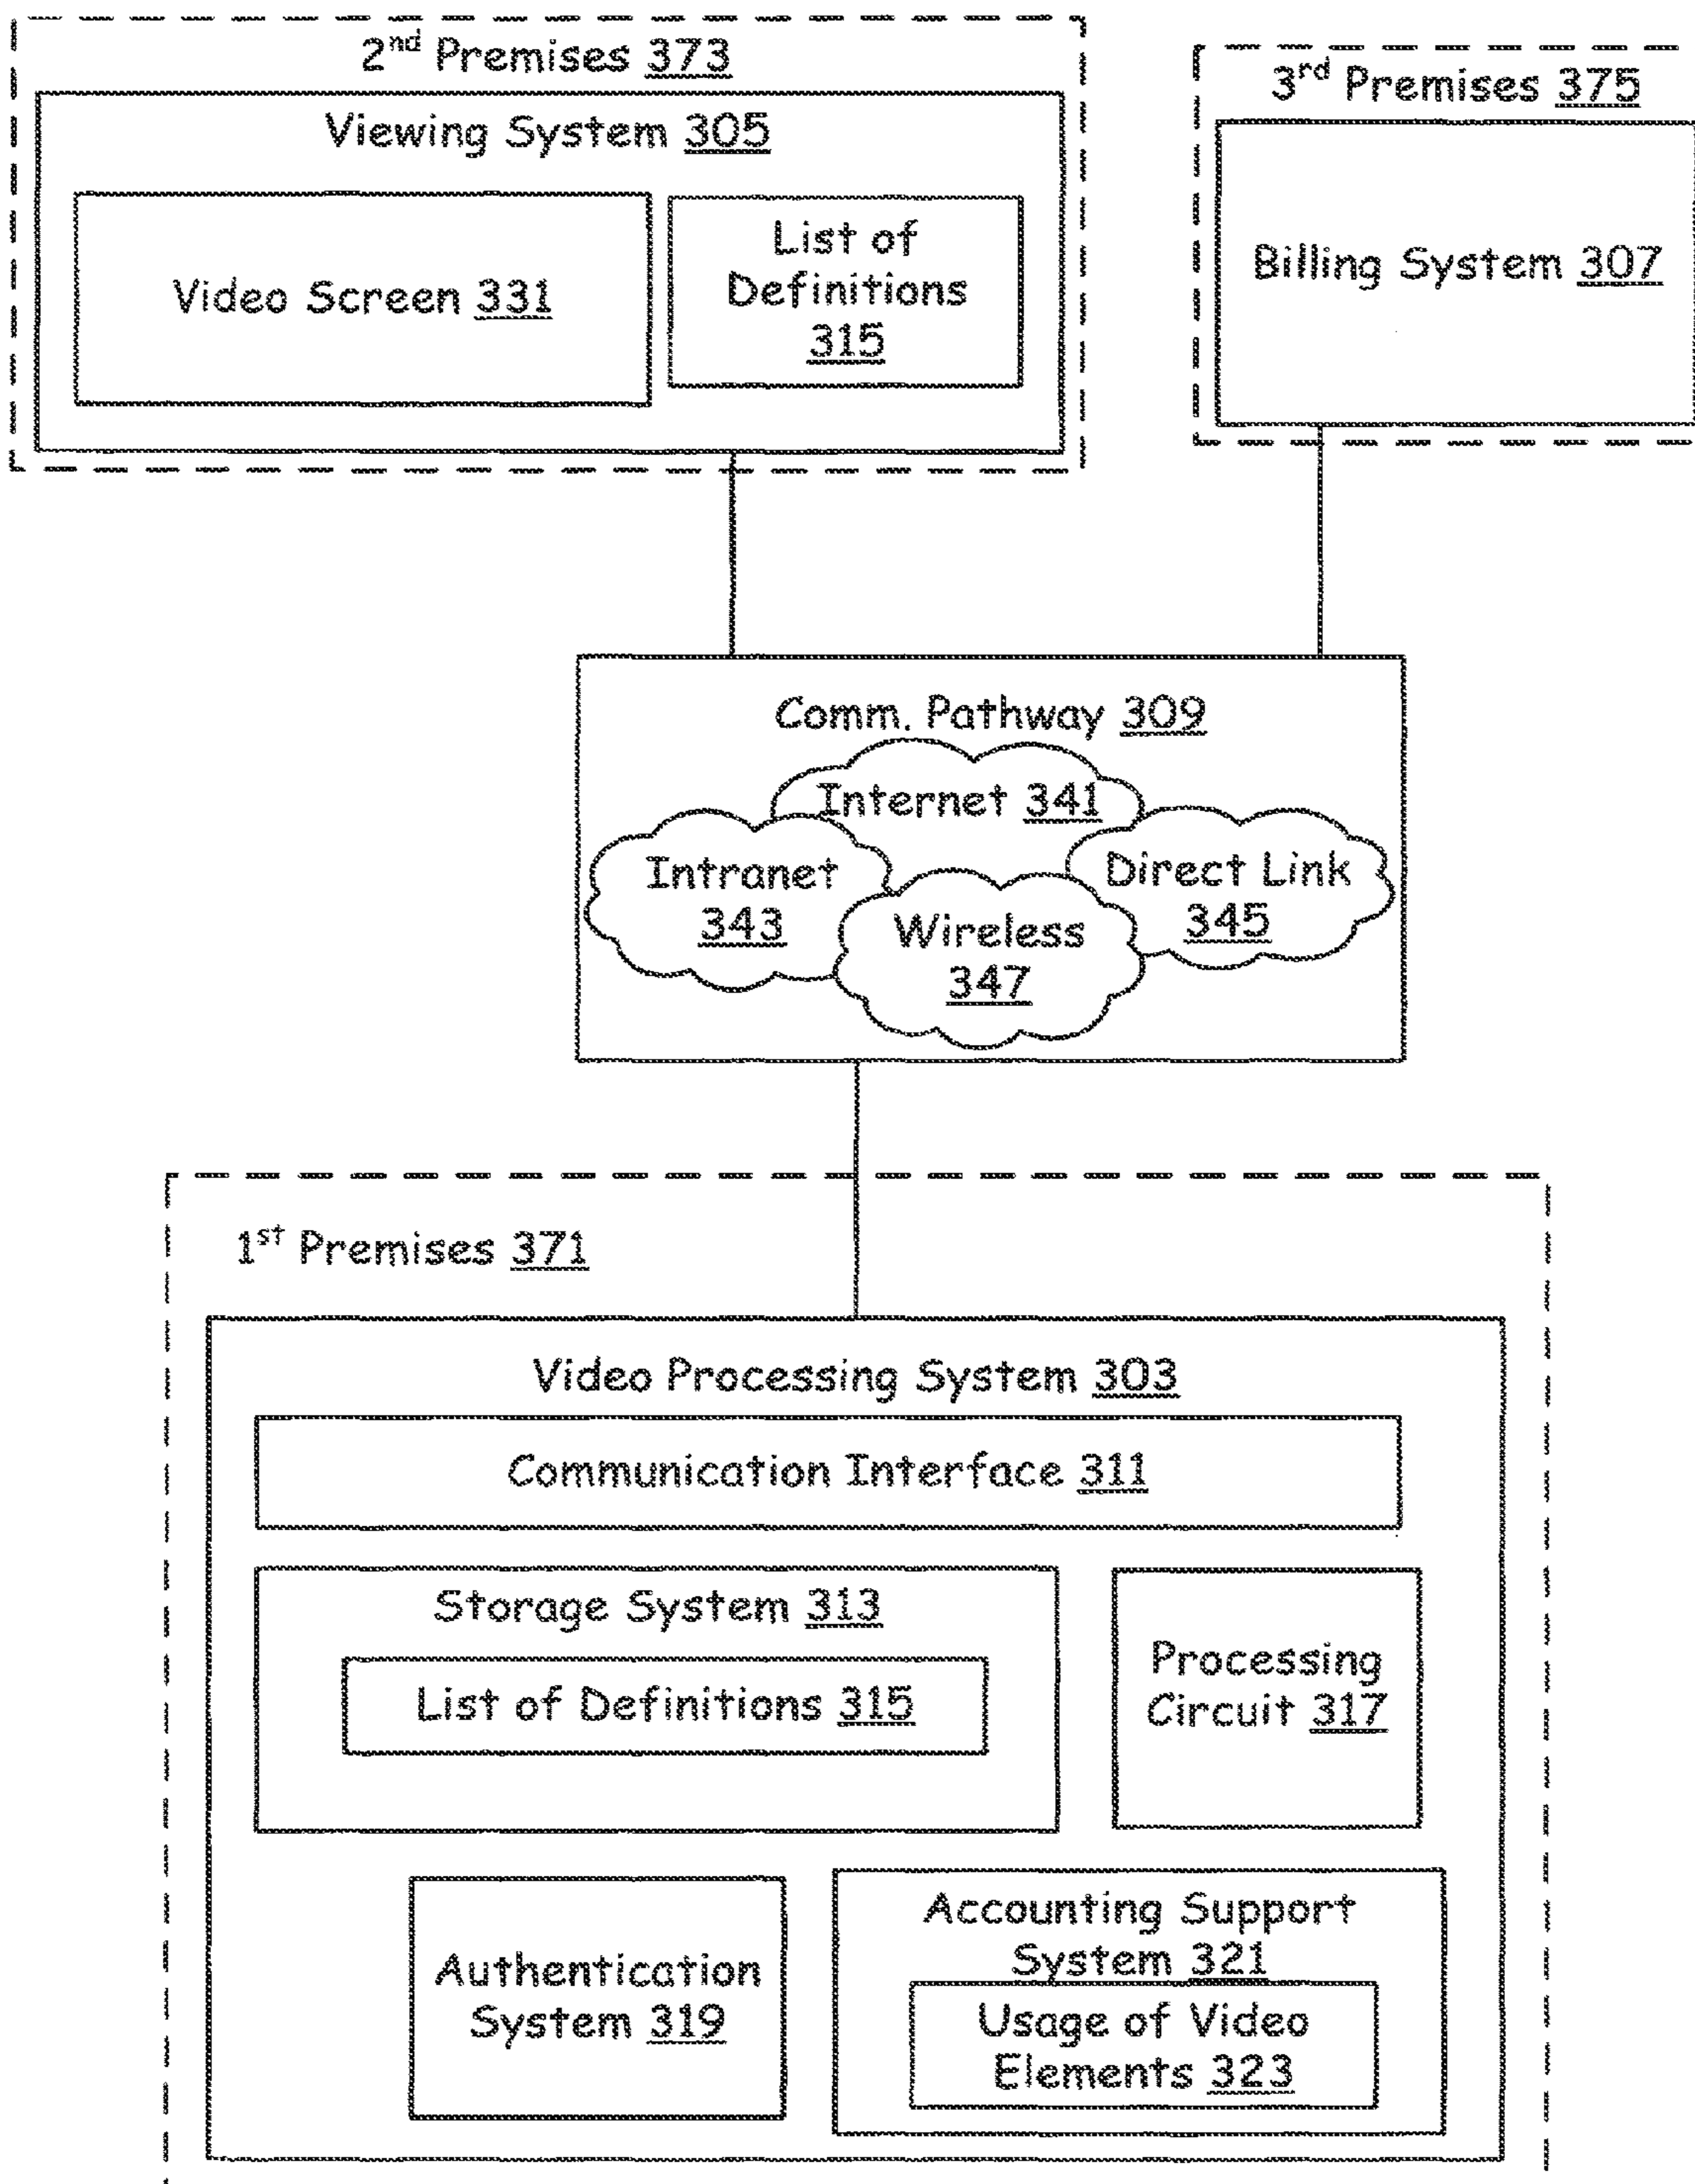 2nd Premises 373
Viewing System 305
Video Screen 331
List of
Definitions
315
3rd Premises 375
Billing System 307
Comm. Pathway 309
Internet 341
Intranet
343
Wireless
347
Direct Link
345
1st Premises 371
Video Processing System 303
Communication Interface 311
Storage System 313
List of Definitions 315
Processing
Circuit 317
Authentication
System 319
Accounting Support
System 321
Usage of Video
Elements 323